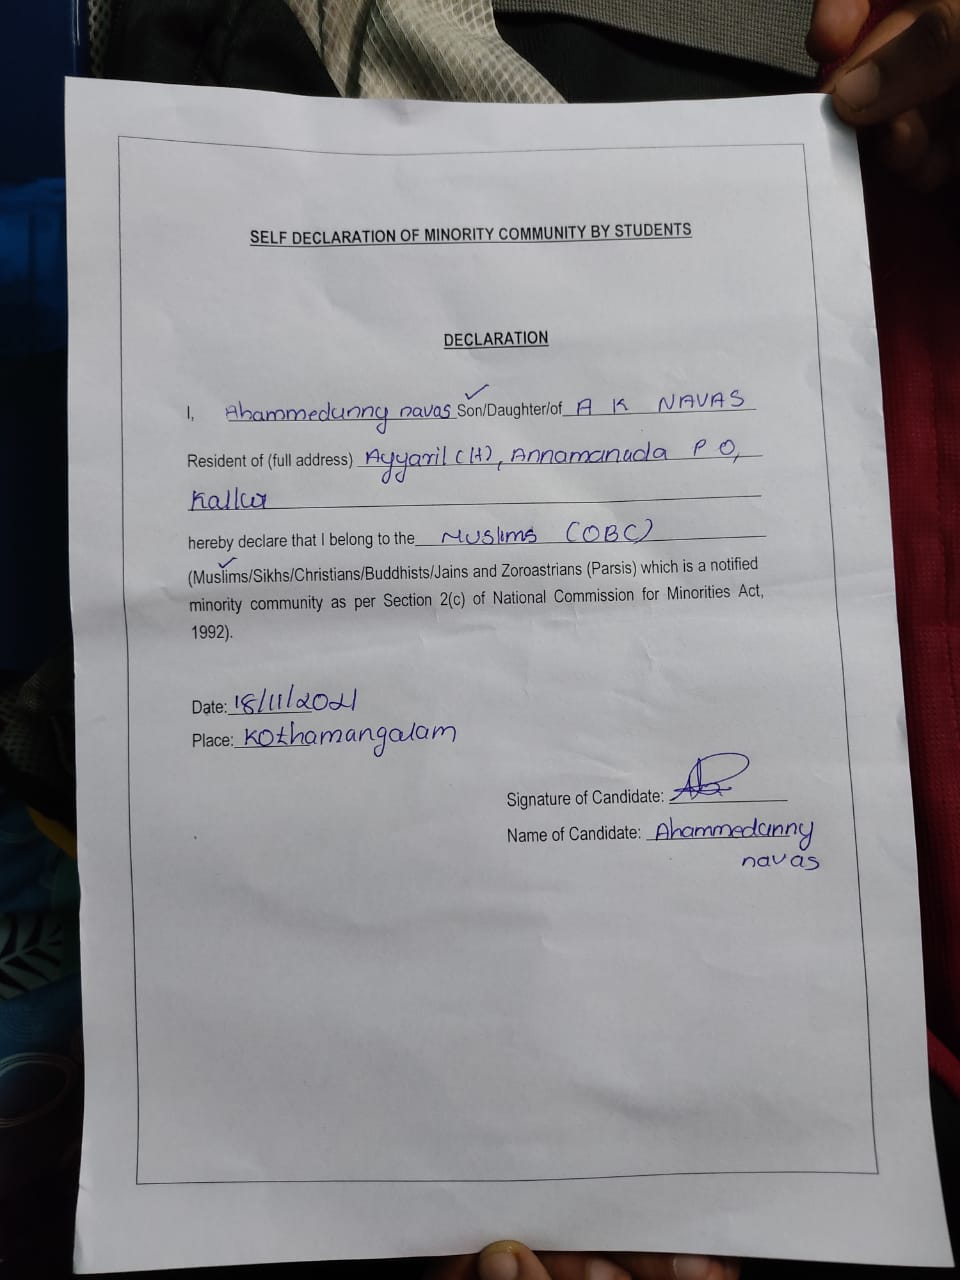 SELF DECLARATION OF MINORITY COMMUNITY BY STUDENTS
DECLARATION
I, Ahammedunny navas Son/Daughter/of A K NAVAS
Resident of (full address) Ayyaril (H), Annamanada P O,
Kallur
hereby declare that I belong to the Muslims (OBC)
(Muslims/Sikhs/Christians/Buddhists/Jains and Zoroastrians (Parsis) which is a notified
minority community as per Section 2(c) of National Commission for Minorities Act,
1992).
Date: 18/11/2021
Place: Kothamangalam
Signature of Candidate:
Name of Candidate: Ahammedunny
navas